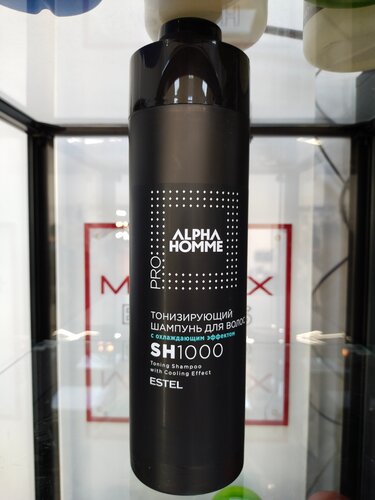 PRO:
ALPHA
HOMME
ТОНИЗИРУЮЩИЙ
ШАМПУНЬ ДЛЯ ВОЛОС
с охлаждающим эффектом
SH1000
Toning Shampoo
with Cooling Effect
ESTEL